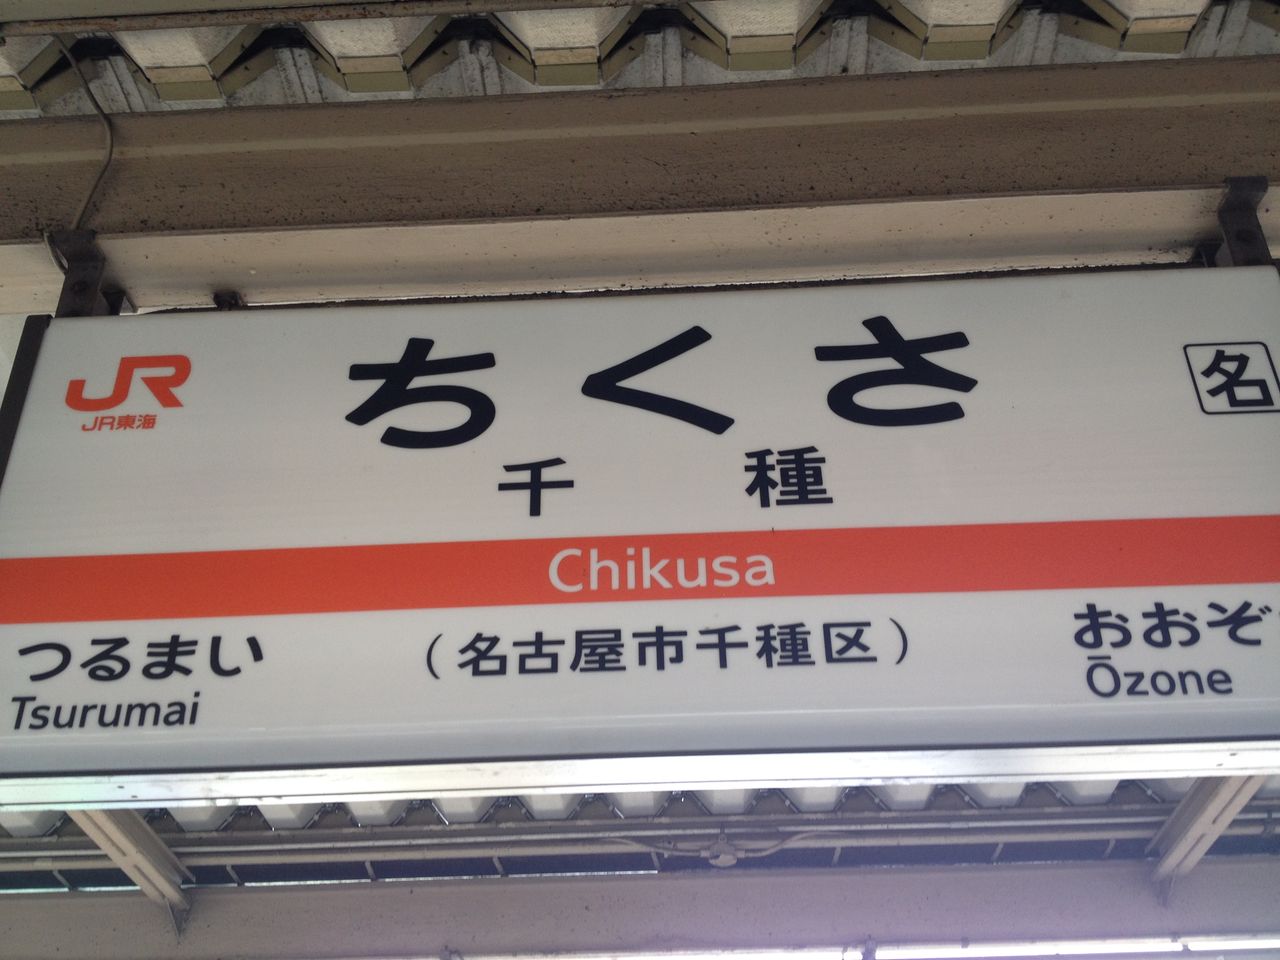 JR
JR東海
ちくさ
名
千種
Chikusa
つるまい
(名古屋市千種区)
おおぞ
Tsurumai
Ōzone